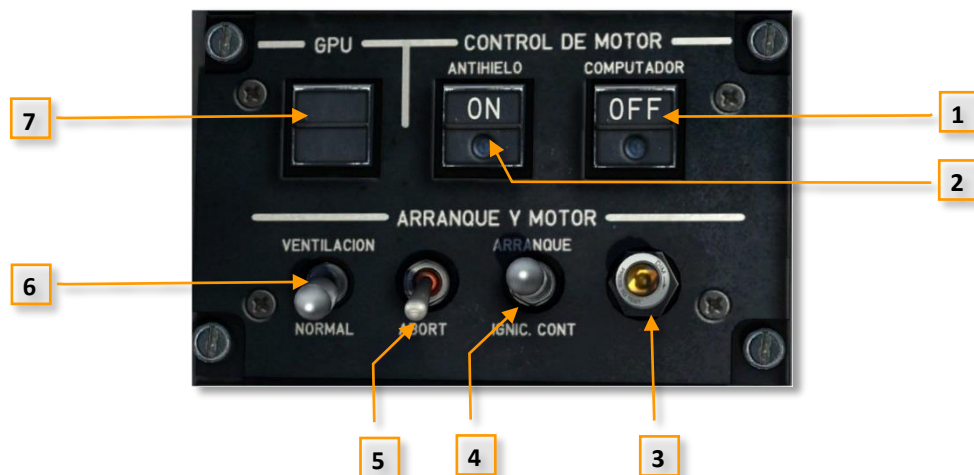 GPU
CONTROL DE MOTOR
ANTIHIELO
COMPUTADOR
ON
OFF
7
1
2
ARRANQUE Y MOTOR
VENTILACION
ARRANQUE
6
NORMAL
ABORT
IGNIC. CONT
5
4
3